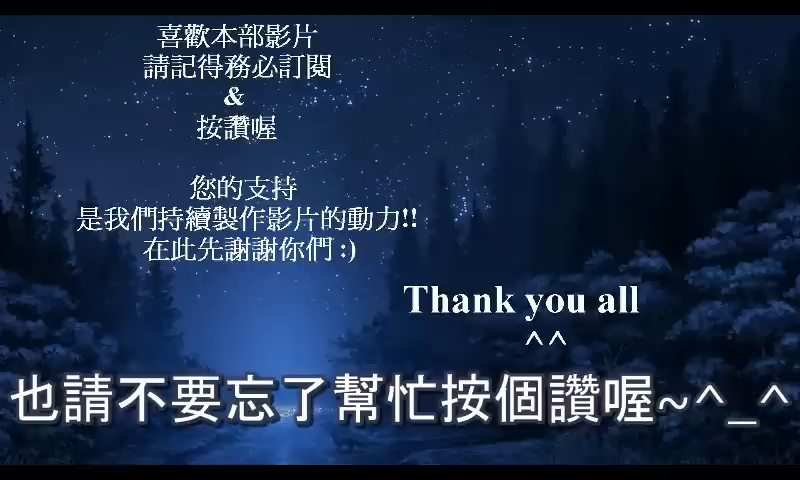 喜歡本部影片
請記得務必訂閱
&
按讚喔
您的支持
是我們持續製作影片的動力!!
在此先謝謝你們 :)
Thank you all
^^
也請不要忘了幫忙按個讚喔~^_^